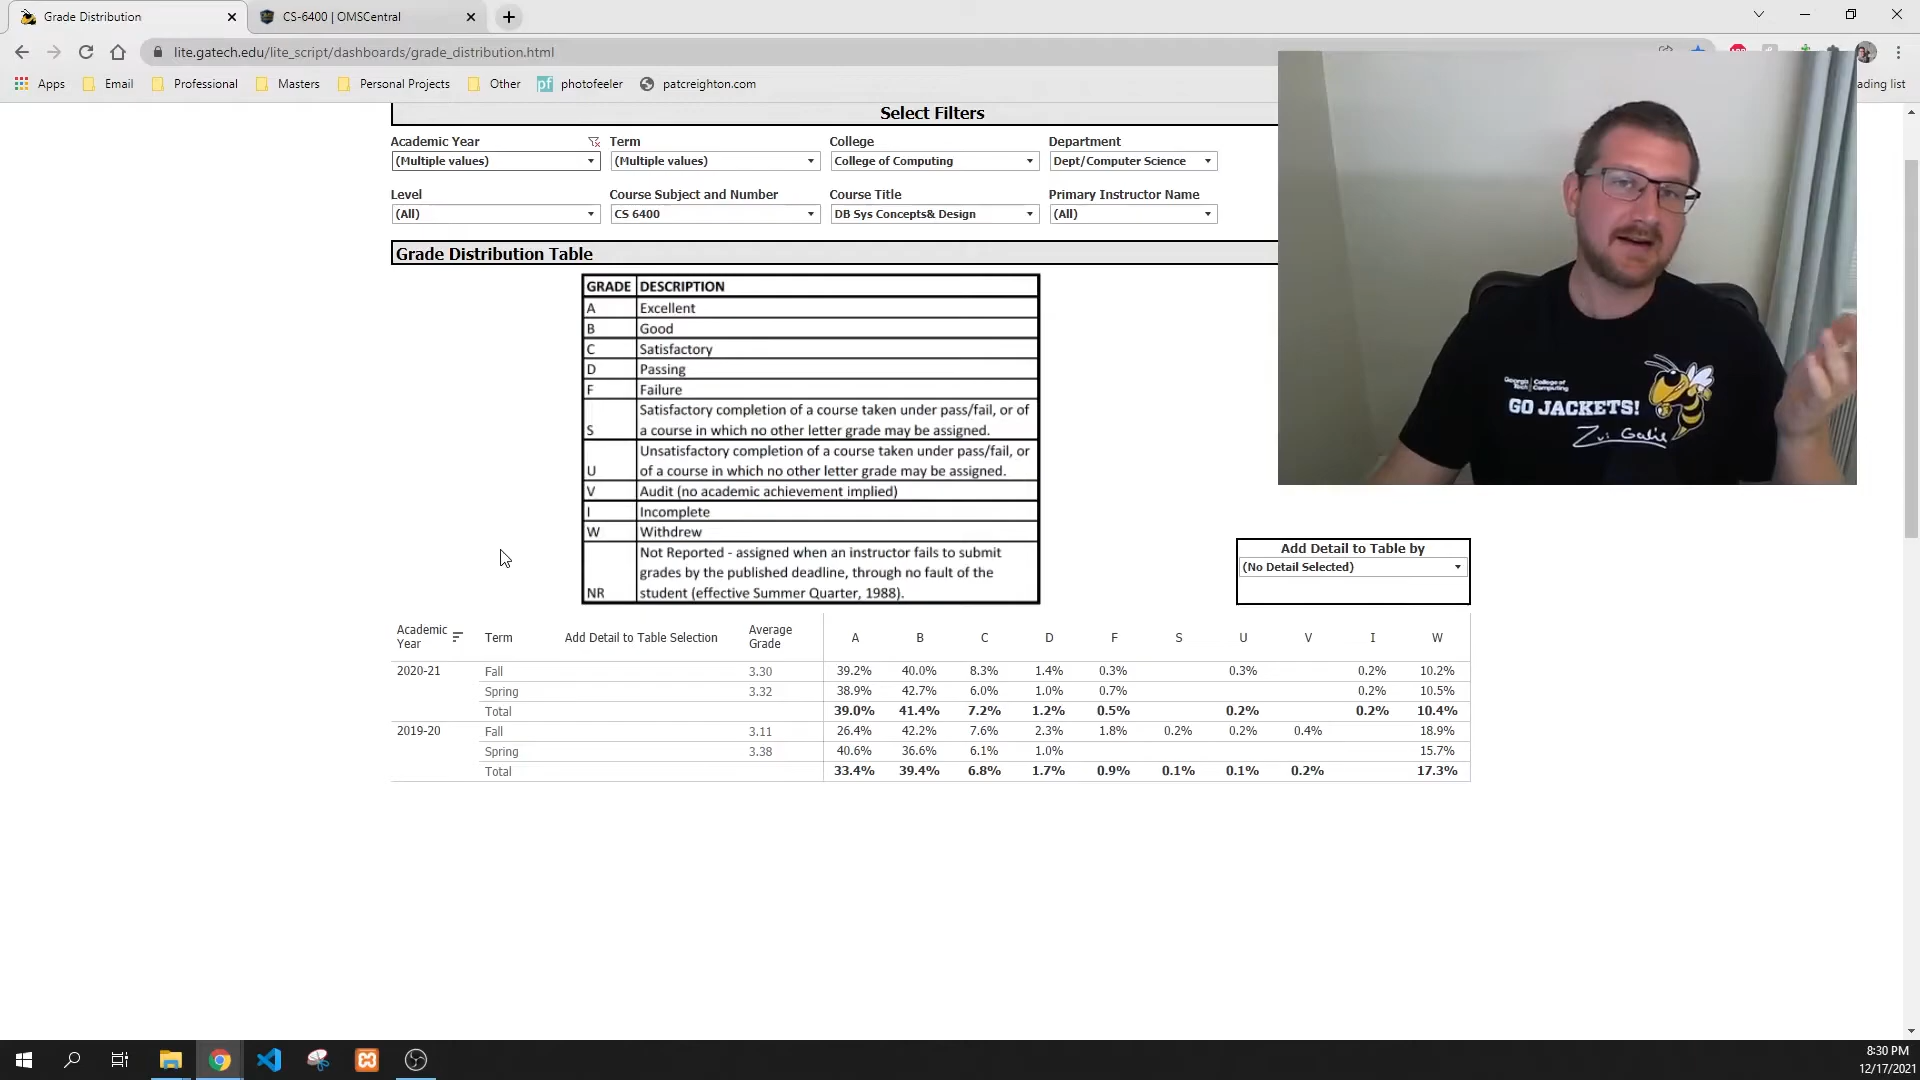 Grade Distribution
CS-6400 | OMSCentral
lite.gatech.edu/lite_script/dashboards/grade_distribution.html
Apps Email Professional Masters Personal Projects Other pf photofeeler patcreighton.com ading list
Select Filters
Academic Year Term College Department
(Multiple values) (Multiple values) College of Computing Dept/Computer Science
Level Course Subject and Number Course Title Primary Instructor Name
(All) CS 6400 DB Sys Concepts& Design (All)
Grade Distribution Table
GRADE DESCRIPTION
A Excellent
B Good
C Satisfactory
D Passing
F Failure
Satisfactory completion of a course taken under pass/fail, or of
S a course in which no other letter grade may be assigned.
Unsatisfactory completion of a course taken under pass/fail, or
U of a course in which no other letter grade may be assigned.
V Audit (no academic achievement implied)
I Incomplete
W Withdrew
Not Reported - assigned when an instructor fails to submit
grades by the published deadline, through no fault of the
NR student (effective Summer Quarter, 1988).
Georgia Tech College of Computing
GO JACKETS!
Zvi Galil
Add Detail to Table by
(No Detail Selected)
Academic Year Term Add Detail to Table Selection Average Grade A B C D F S U V I W
2020-21 Fall 3.30 39.2% 40.0% 8.3% 1.4% 0.3% 0.3% 0.2% 10.2%
Spring 3.32 38.9% 42.7% 6.0% 1.0% 0.7% 0.2% 10.5%
Total 39.0% 41.4% 7.2% 1.2% 0.5% 0.2% 0.2% 10.4%
2019-20 Fall 3.11 26.4% 42.2% 7.6% 2.3% 1.8% 0.2% 0.2% 0.4% 18.9%
Spring 3.38 40.6% 36.6% 6.1% 1.0% 15.7%
Total 33.4% 39.4% 6.8% 1.7% 0.9% 0.1% 0.1% 0.2% 17.3%
8:30 PM
12/17/2021